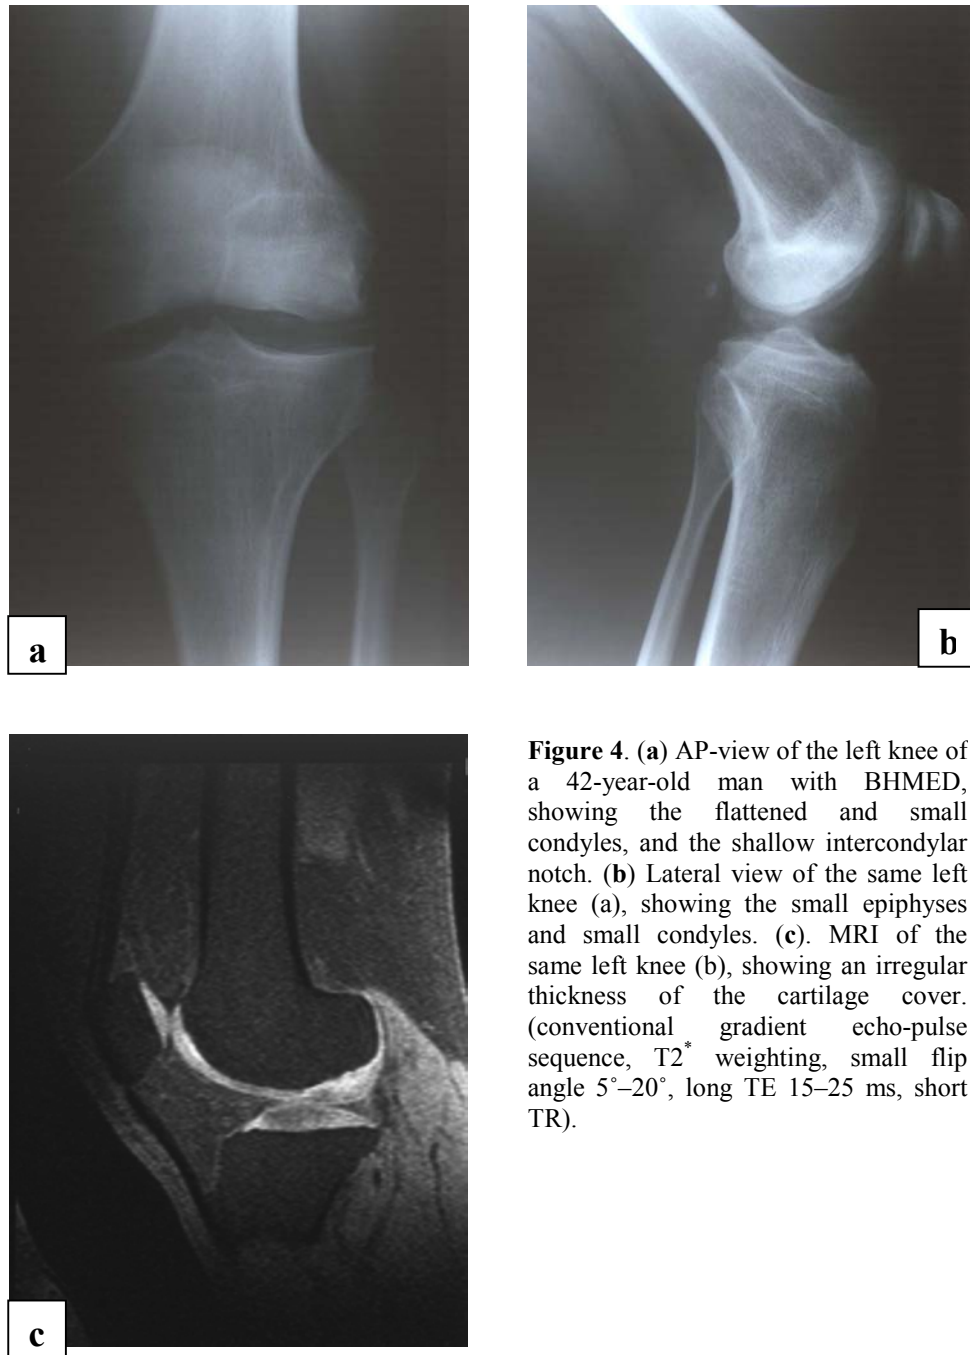 a
b
Figure 4. (a) AP-view of the left knee of
a 42-year-old man with BHMED,
showing the flattened and small
condyles, and the shallow intercondylar
notch. (b) Lateral view of the same left
knee (a), showing the small epiphyses
and small condyles. (c). MRI of the
same left knee (b), showing an irregular
thickness of the cartilage cover.
(conventional gradient echo-pulse
sequence, T2* weighting, small flip
angle 5˚–20˚, long TE 15–25 ms, short
TR).
c